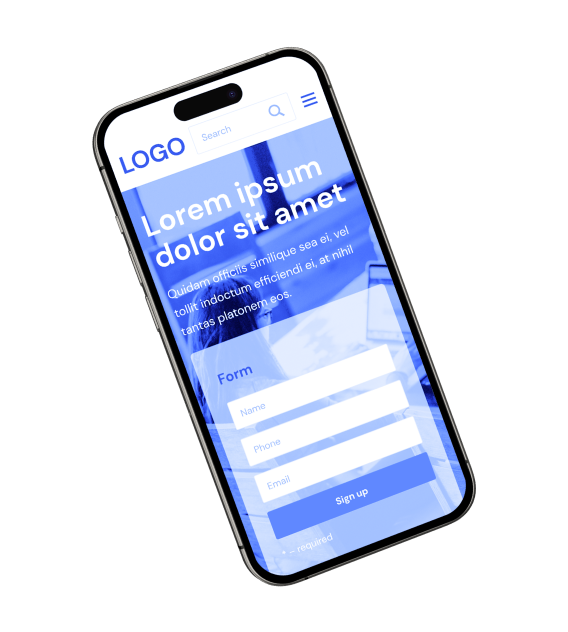 LOGO
Search
Lorem ipsum
dolor sit amet
Quidam officiis similique sea ei, vel
tollit indoctum efficiendi ei, at nihil
tantas platonem eos.
Form
Name
Phone
Email
Sign up
* – required